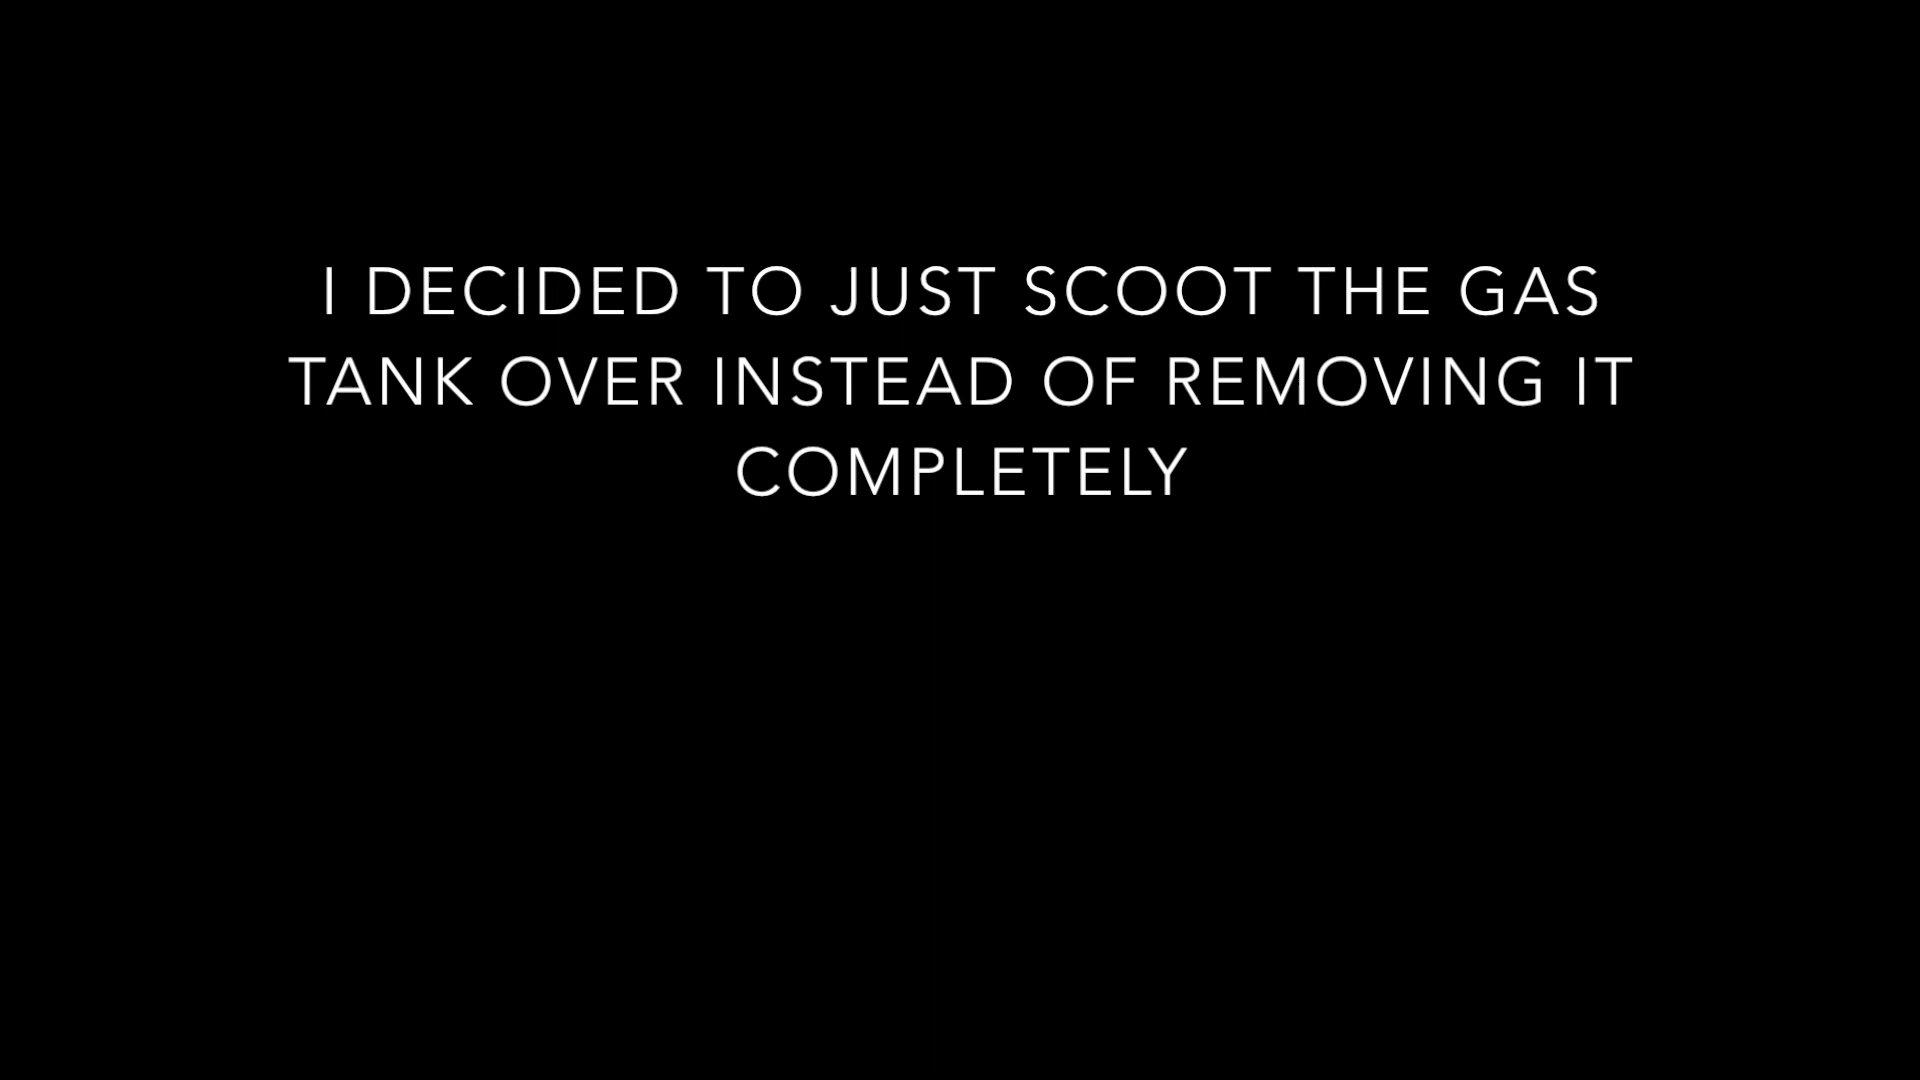 I DECIDED TO JUST SCOOT THE GAS
TANK OVER INSTEAD OF REMOVING IT
COMPLETELY